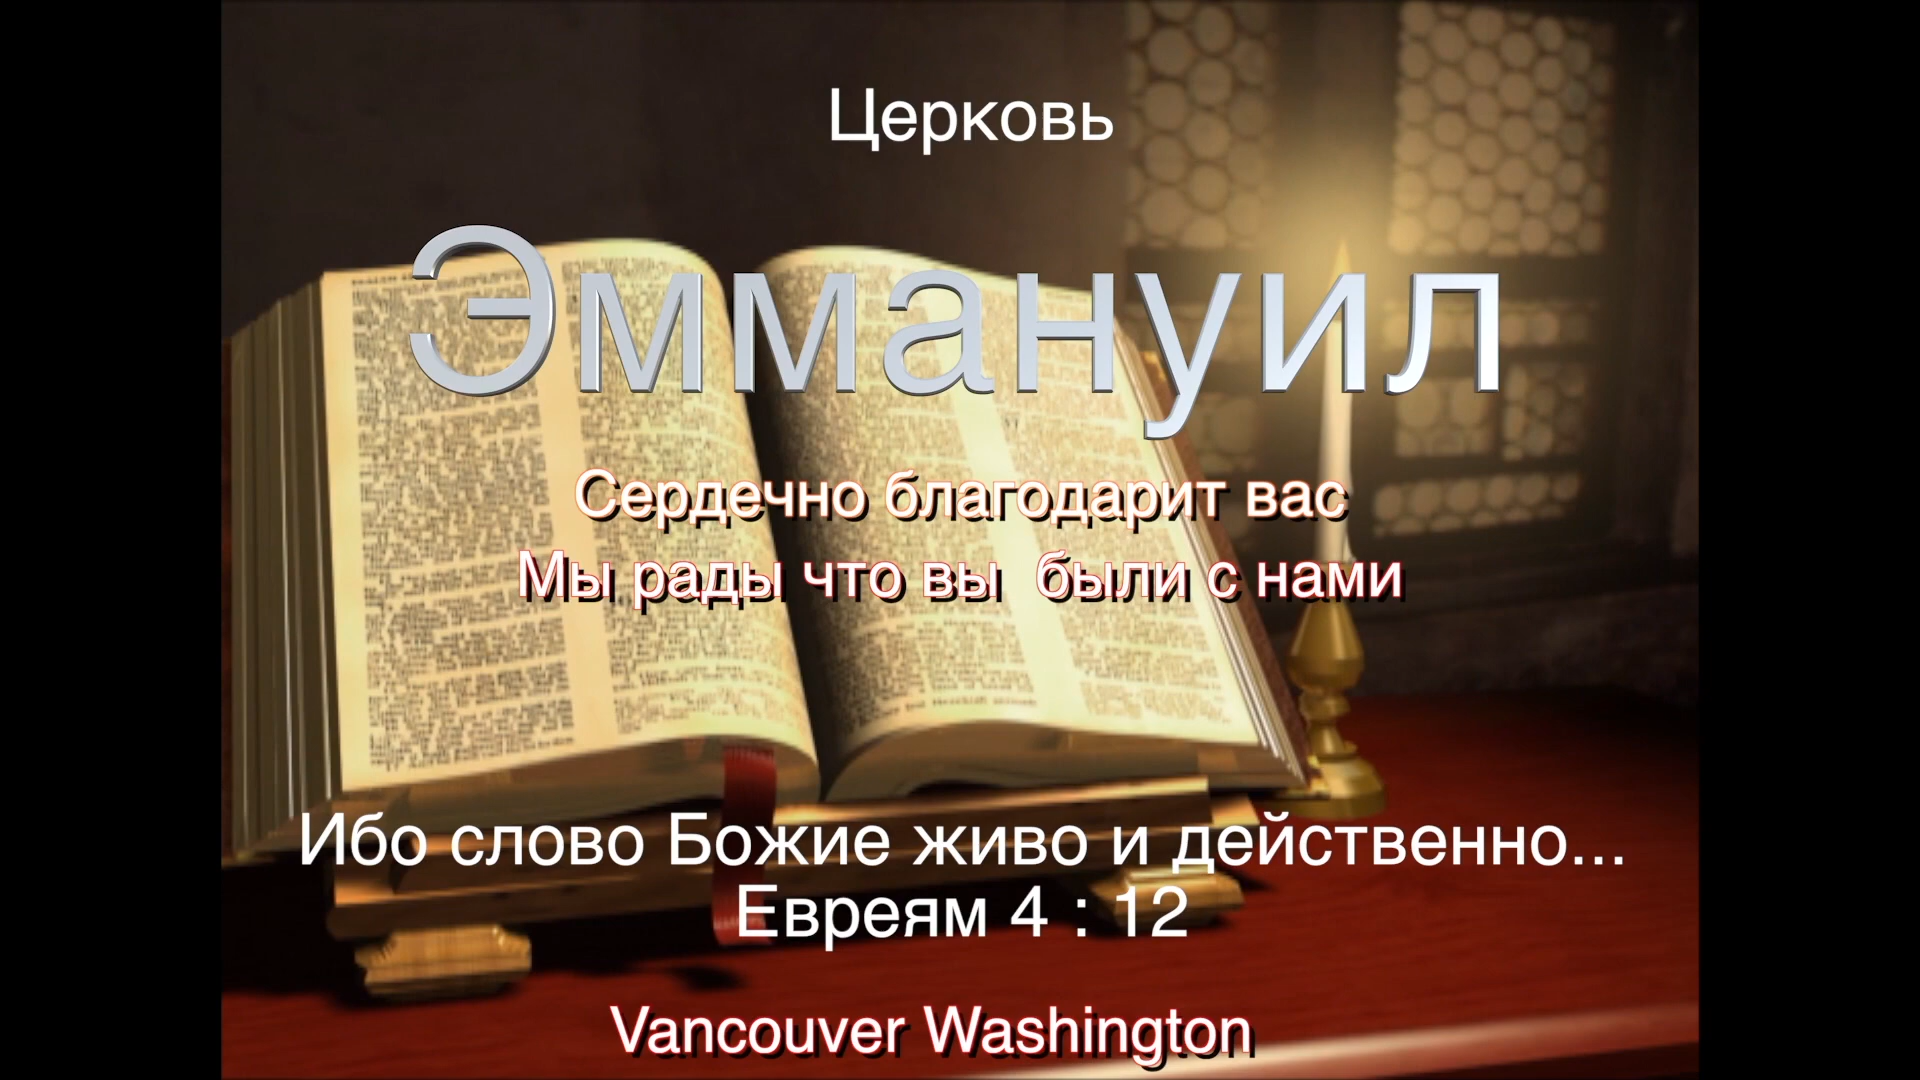 Церковь
Эммануил
Сердечно благодарит вас
Мы рады что вы были с нами
Ибо слово Божие живо и действенно...
Евреям 4 : 12
Vancouver Washington